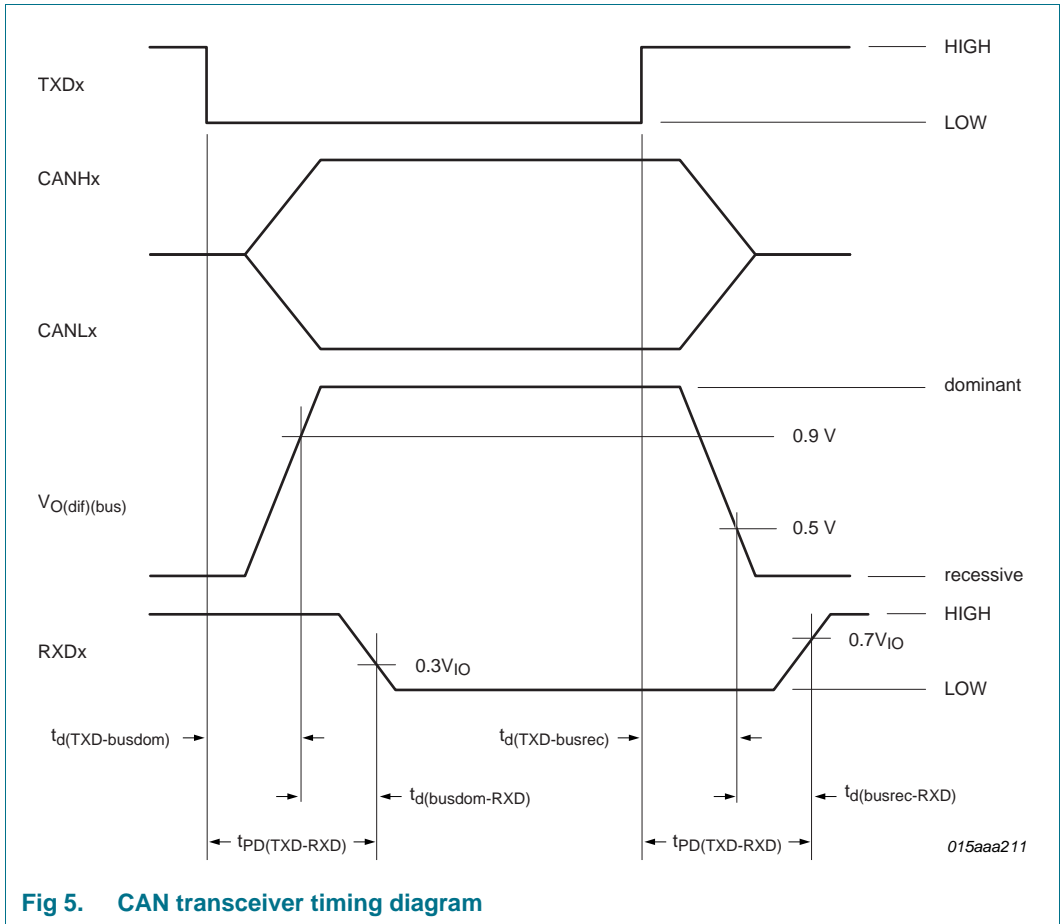 HIGH
TXDx
LOW
CANHx
CANLx
dominant
0.9 V
VO(dif)(bus)
0.5 V
recessive
HIGH
RXDx
0.7VIO
0.3VIO
LOW
td(TXD-busdom)
td(TXD-busrec)
td(busdom-RXD)
td(busrec-RXD)
tPD(TXD-RXD)
tPD(TXD-RXD)
015aaa211
Fig 5. CAN transceiver timing diagram